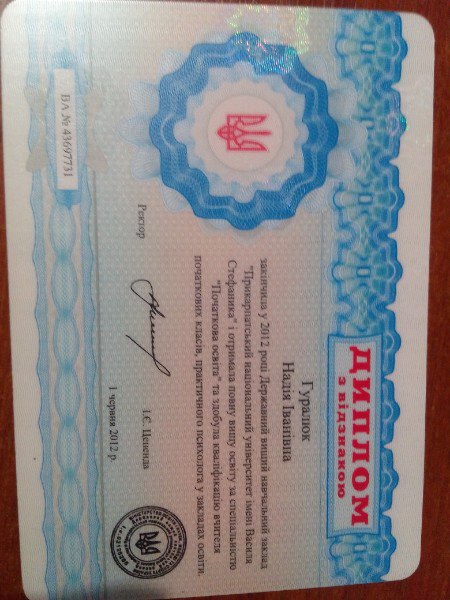 ДИПЛОМ
з відзнакою
Гуралюк
Надія Іванівна
закінчила у 2012 році Державний вищий навчальний заклад
"Прикарпатський національний університет імені Василя
Стефаника" і отримала повну вищу освіту за спеціальністю
"Початкова освіта" та здобула кваліфікацію вчителя
початкових класів, практичного психолога у закладах освіти.
Ректор
І.Є. Цепенда
1 червня 2012 р.
ВА № 43697731